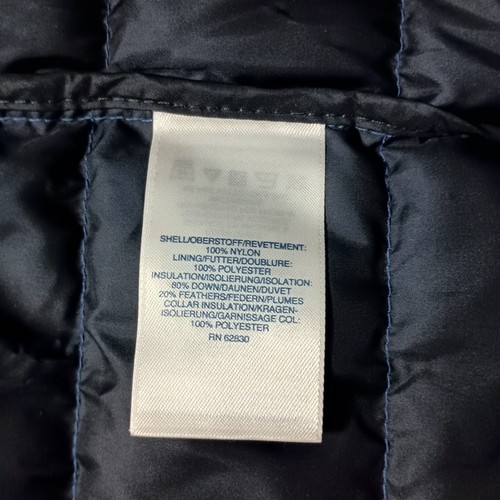 SHELL/OBERSTOFF/REVETEMENT:
100% NYLON
LINING/FUTTER/DOUBLURE:
100% POLYESTER
INSULATION/ISOLIERUNG/ISOLATION:
80% DOWN/DAUNEN/DUVET
20% FEATHERS/FEDERN/PLUMES
COLLAR INSULATION/KRAGEN-
ISOLIERUNG/GARNISSAGE COL:
100% POLYESTER
RN 62830